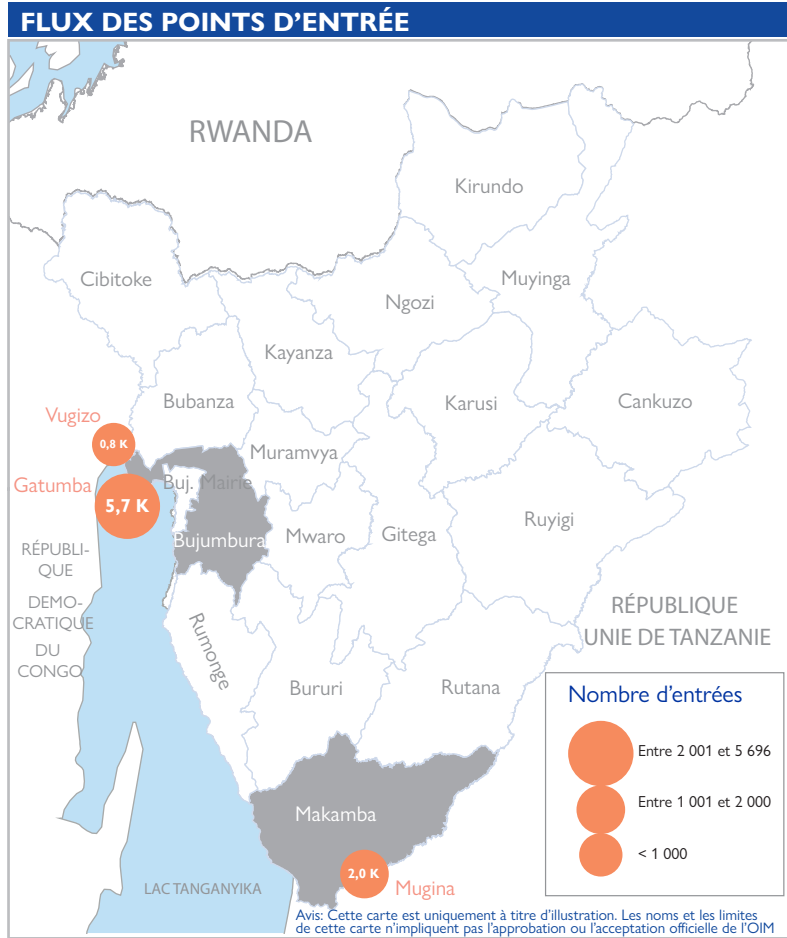 FLUX DES POINTS D'ENTRÉE
RWANDA
Kirundo
Cibitoke
Muyinga
Ngozi
Kayanza
Bubanza
Karusi
Cankuzo
Vugizo
0,8 K
Muramvya
Gatumba
Buj. Mairie
5,7 K
Ruyigi
Bujumbura
Mwaro
Gitega
RÉPUBLI-
QUE
DEMO-
CRATIQUE
DU
CONGO
RÉPUBLIQUE
UNIE DE TANZANIE
Rumonge
Bururi
Rutana
Nombre d'entrées
Entre 2 001 et 5 696
Entre 1 001 et 2 000
< 1 000
Makamba
2,0 K
Mugina
LAC TANGANYIKA
Avis: Cette carte est uniquement à titre d'illustration. Les noms et les limites
de cette carte n'impliquent pas l'approbation ou l'acceptation officielle de l'OIM